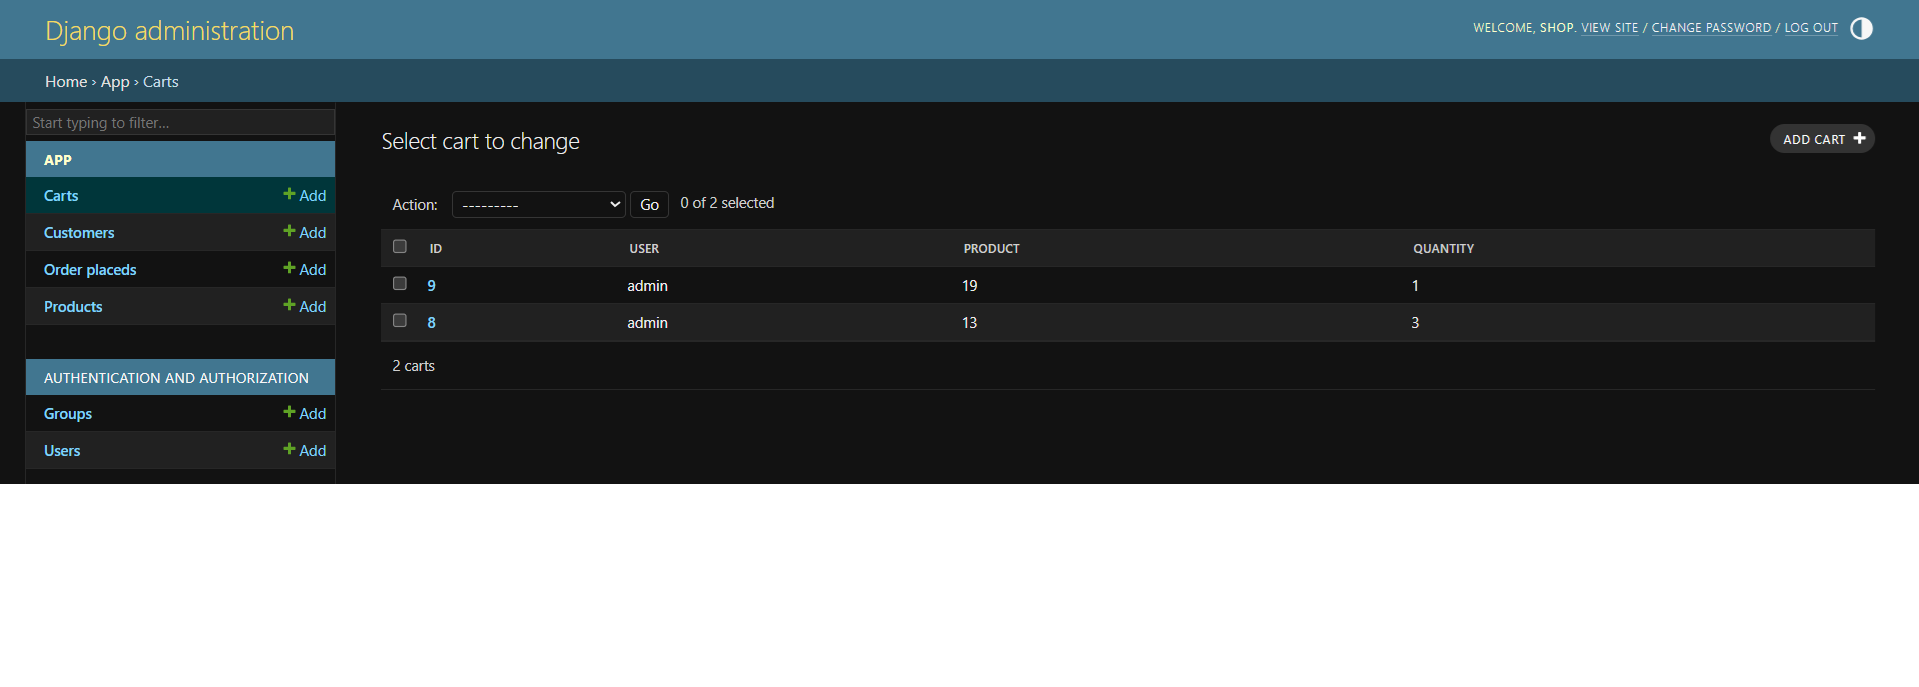 Django administration
WELCOME, SHOP. VIEW SITE / CHANGE PASSWORD / LOG OUT
Home › App › Carts
Start typing to filter...
APP
Carts + Add
Customers + Add
Order placeds + Add
Products + Add
AUTHENTICATION AND AUTHORIZATION
Groups + Add
Users + Add
Select cart to change
ADD CART +
Action: --------- Go 0 of 2 selected
ID USER PRODUCT QUANTITY
9 admin 19 1
8 admin 13 3
2 carts